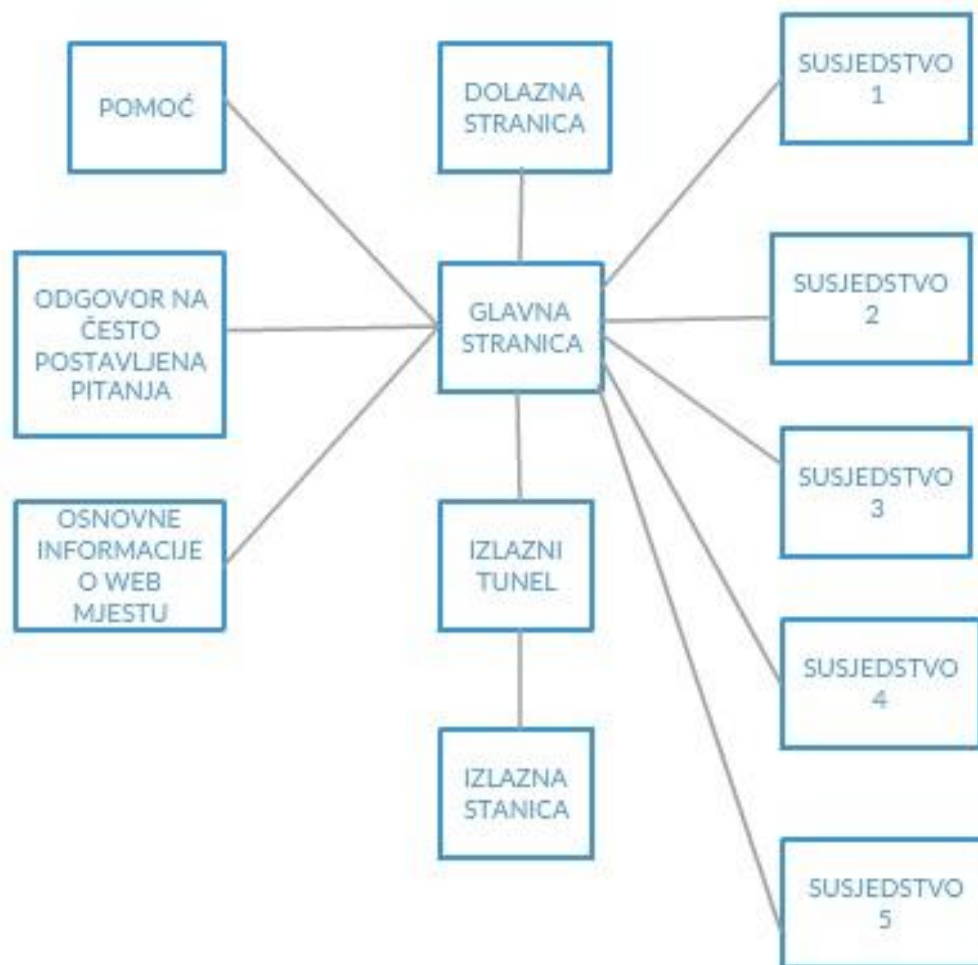 POMOĆ
DOLAZNA
STRANICA
SUSJEDSTVO
1
ODGOVOR NA
ČESTO
POSTAVLJENA
PITANJA
GLAVNA
STRANICA
SUSJEDSTVO
2
SUSJEDSTVO
3
OSNOVNE
INFORMACIJE
O WEB
MJESTU
IZLAZNI
TUNEL
SUSJEDSTVO
4
IZLAZNA
STANICA
SUSJEDSTVO
5